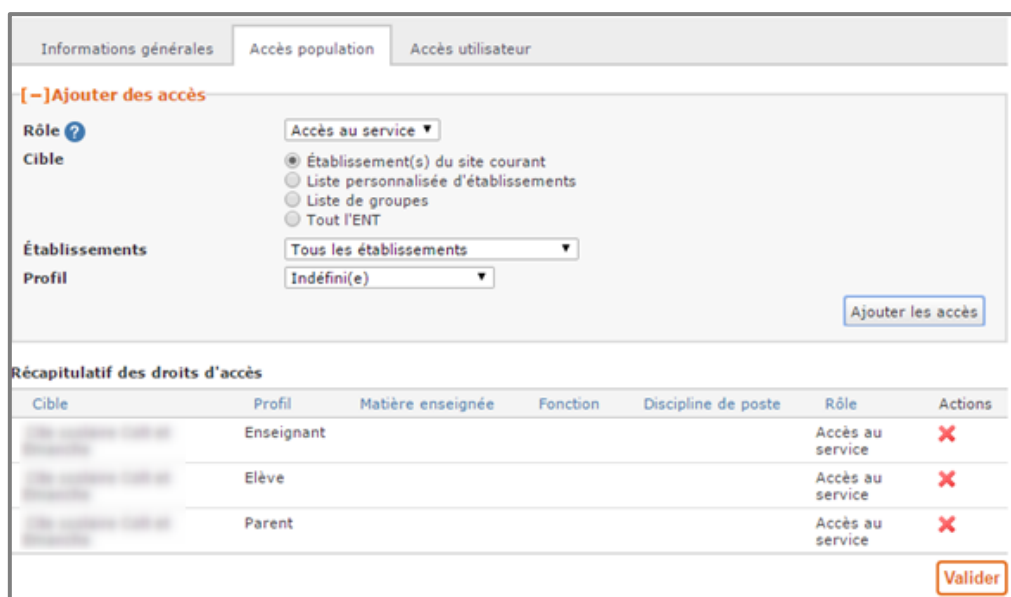 Informations générales Accès population Accès utilisateur
[−]Ajouter des accès
Rôle ? Accès au service ▼
Cible Établissement(s) du site courant
Liste personnalisée d'établissements
Liste de groupes
Tout l'ENT
Établissements Tous les établissements ▼
Profil Indéfini(e) ▼
Ajouter les accès
Récapitulatif des droits d'accès
Cible Profil Matière enseignée Fonction Discipline de poste Rôle Actions
Enseignant Accès au
service
Elève Accès au
service
Parent Accès au
service
Valider